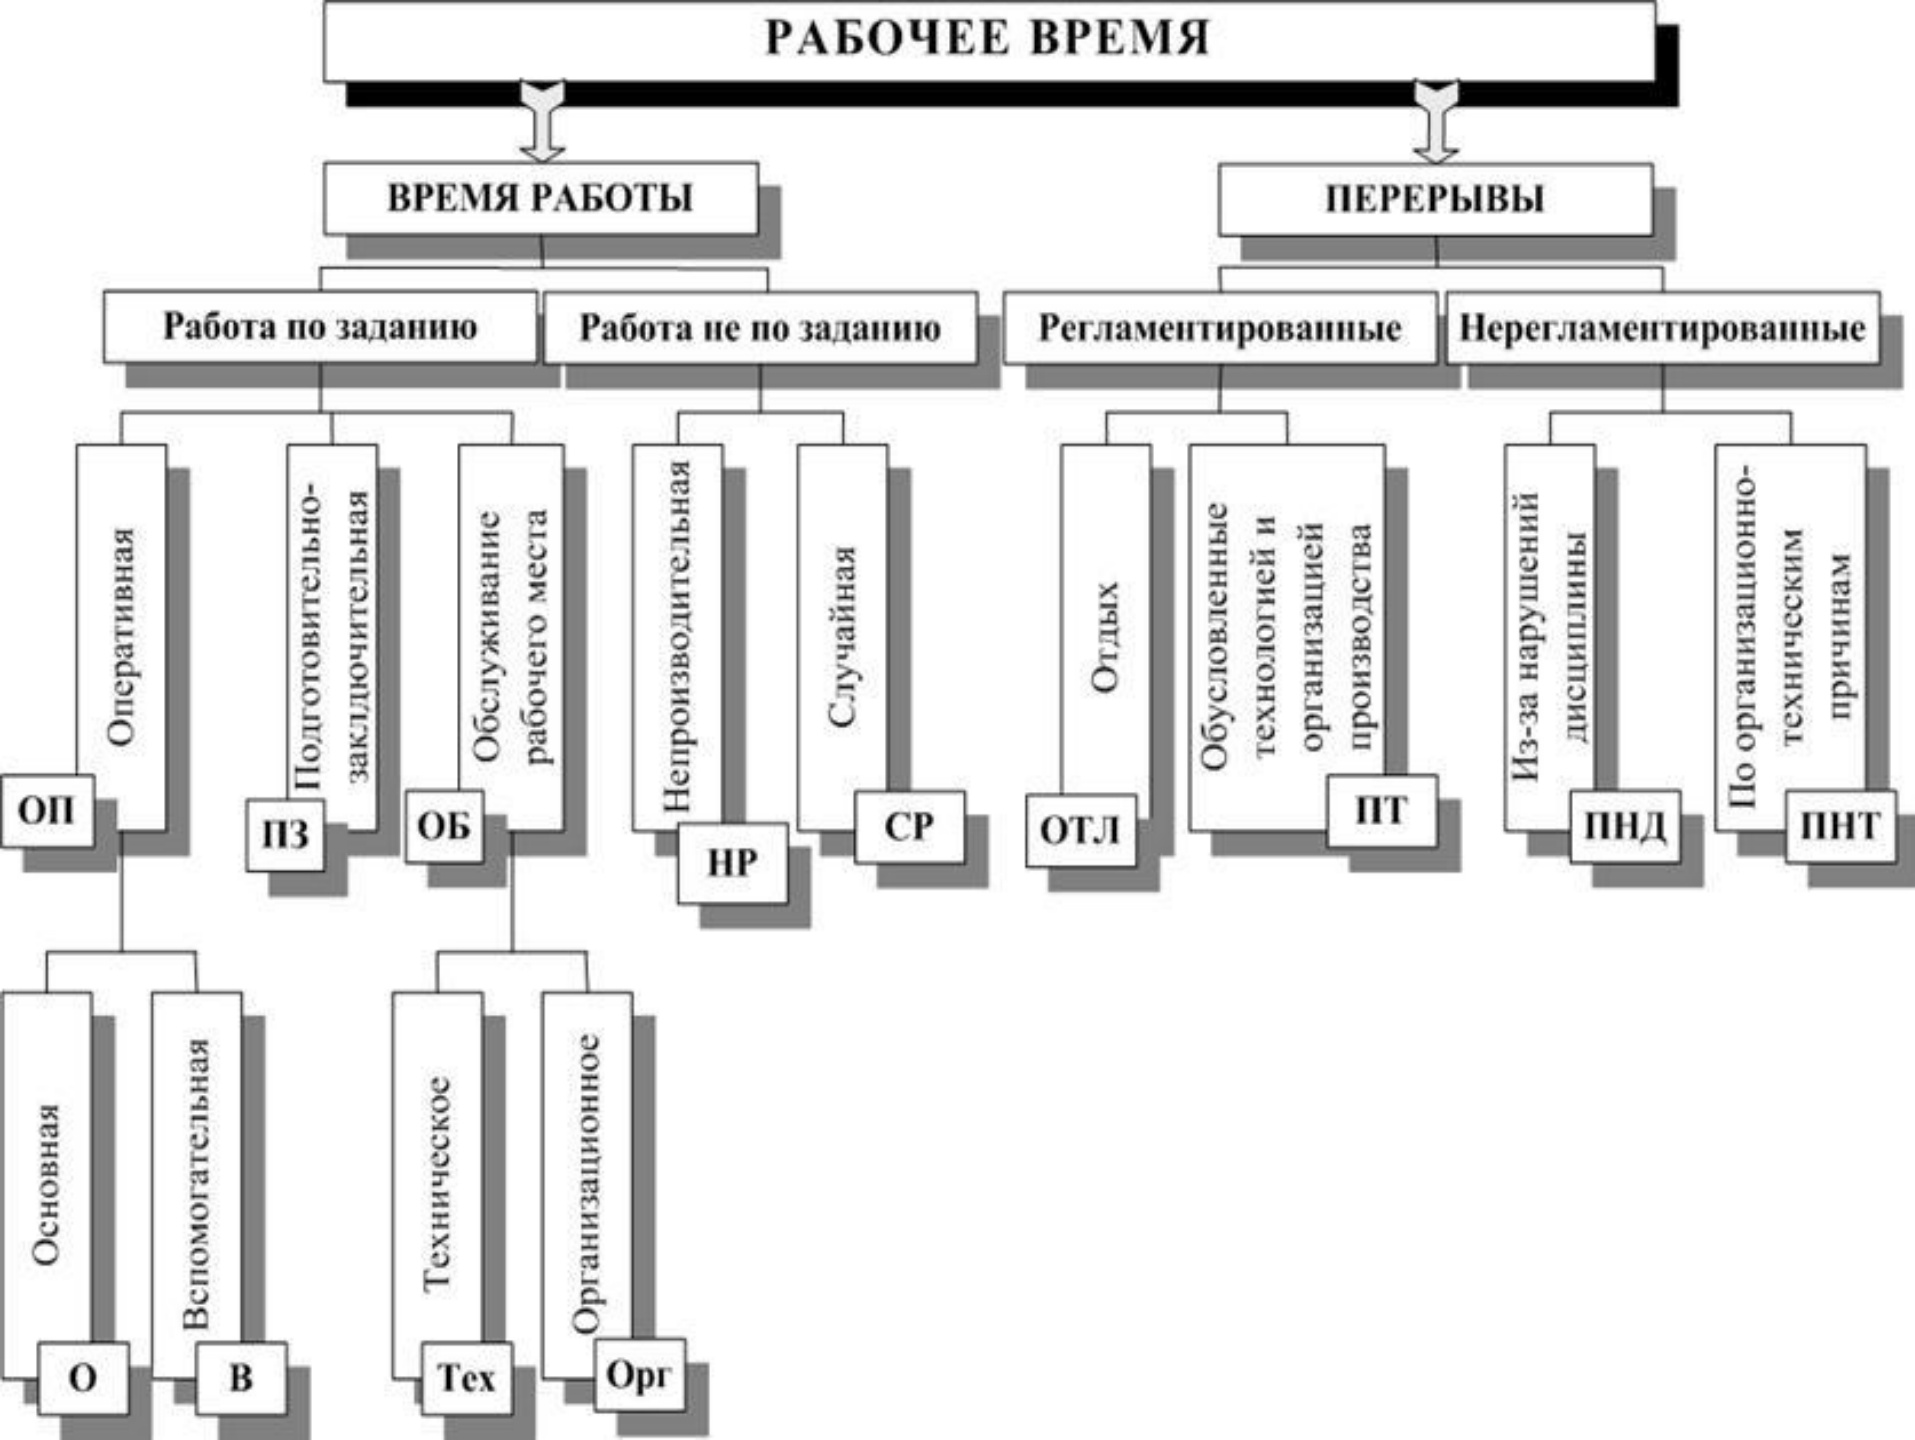 РАБОЧЕЕ ВРЕМЯ
ВРЕМЯ РАБОТЫ
ПЕРЕРЫВЫ
Работа по заданию
Работа не по заданию
Регламентированные
Нерегламентированные
Оперативная
ОП
Подготовительно-
заключительная
ПЗ
Обслуживание
рабочего места
ОБ
Непроизводительная
НР
Случайная
СР
Отдых
ОТЛ
Обусловленные
технологией и
организацией
производства
ПТ
Из-за нарушений
дисциплины
ПНД
По организационно-
техническим
причинам
ПНТ
Основная
О
Вспомогательная
В
Техническое
Тех
Организационное
Орг